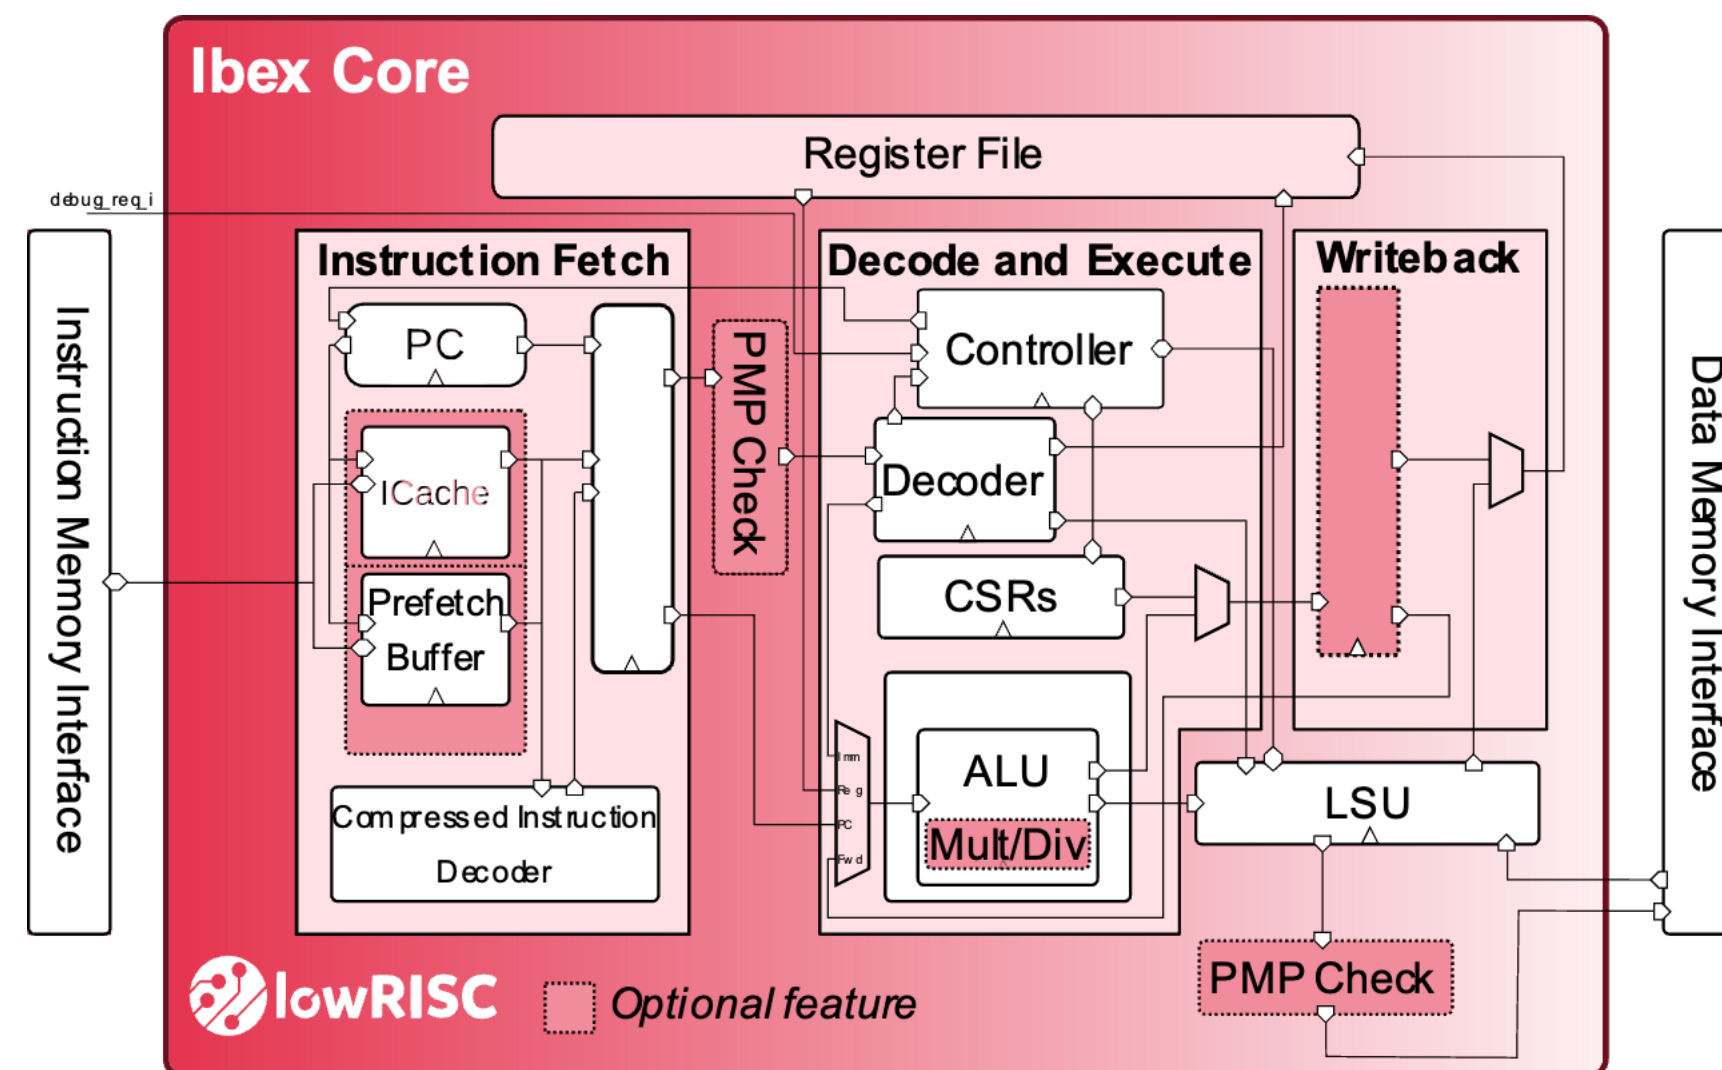 Ibex Core
Register File
debug_req_i
Instruction Fetch
Decode and Execute
Writeback
Instruction Memory Interface
PC
PMP Check
Controller
Data Memory Interface
ICache
Decoder
Prefetch
Buffer
CSRs
Imm
Reg
PC
Fwd
ALU
Mult/Div
LSU
Compressed Instruction
Decoder
PMP Check
lowRISC
Optional feature